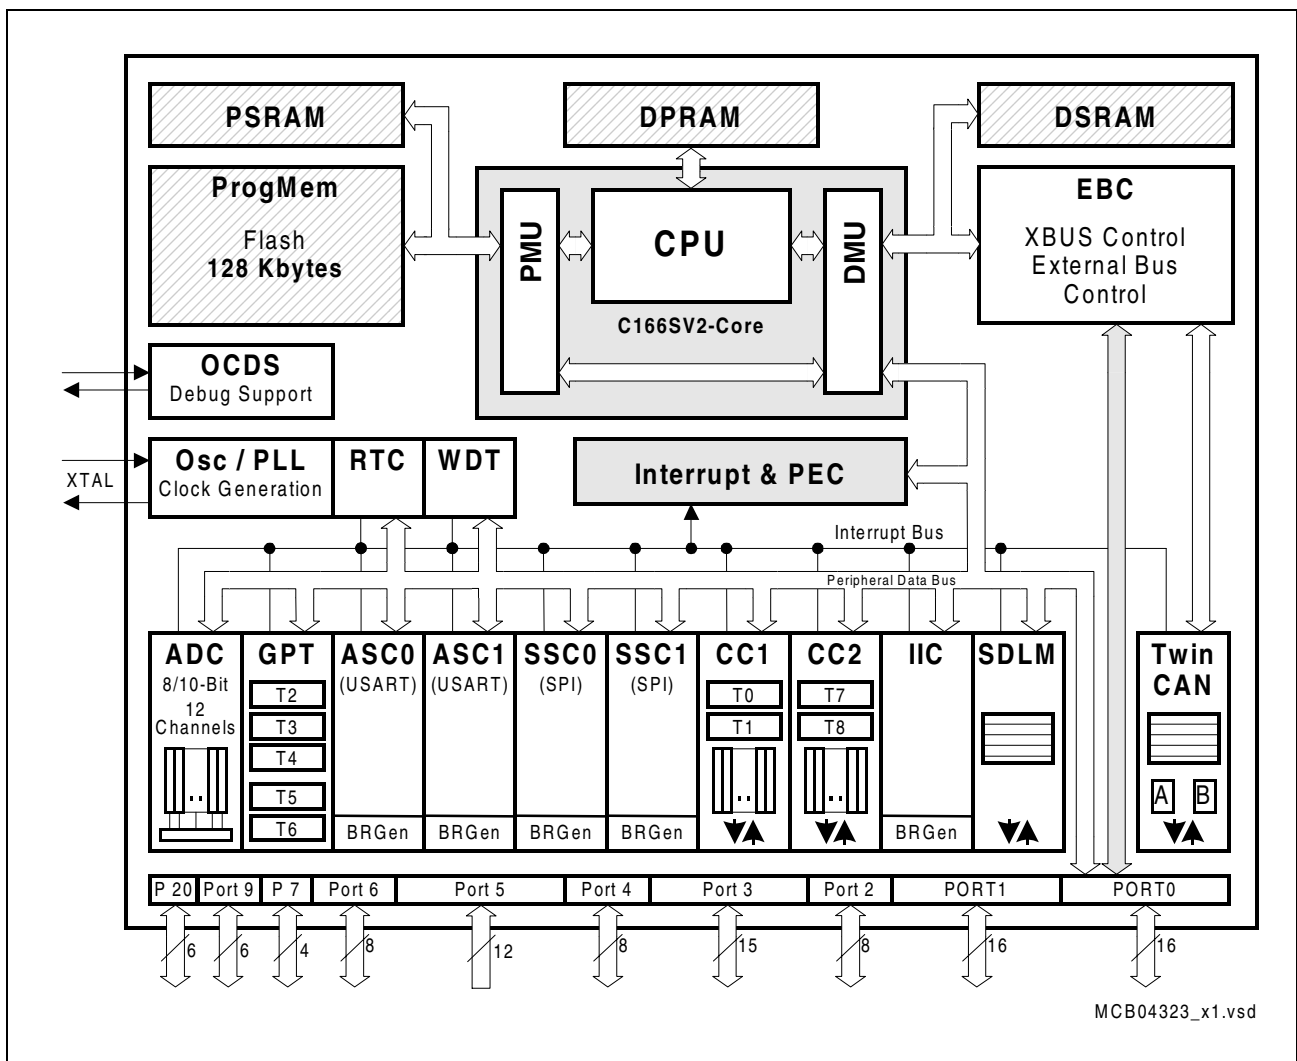 PSRAM
DPRAM
DSRAM
ProgMem
Flash
128 Kbytes
PMU
CPU
DMU
C166SV2-Core
EBC
XBUS Control
External Bus
Control
OCDS
Debug Support
XTAL
Osc / PLL
Clock Generation
RTC
WDT
Interrupt & PEC
Interrupt Bus
Peripheral Data Bus
ADC
8/10-Bit
12
Channels
GPT
T2
T3
T4
T5
T6
ASC0
(USART)
BRGen
ASC1
(USART)
BRGen
SSC0
(SPI)
BRGen
SSC1
(SPI)
BRGen
CC1
T0
T1
..
CC2
T7
T8
..
IIC
BRGen
SDLM
Twin
CAN
A B
P 20 Port 9 P 7 Port 6 Port 5 Port 4 Port 3 Port 2 PORT1 PORT0
6 6 4 8 12 8 15 8 16 16
MCB04323_x1.vsd